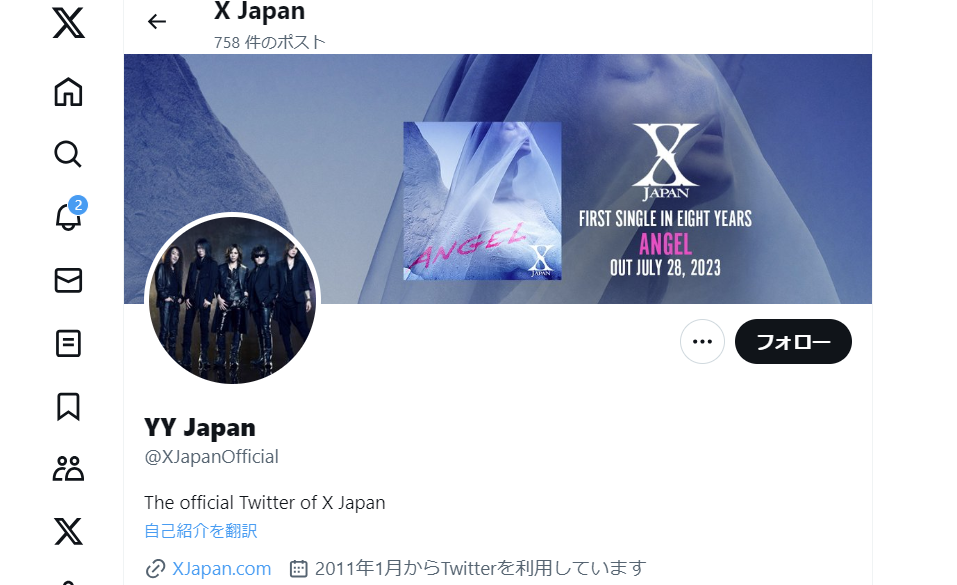 X Japan
758 件のポスト
X
JAPAN
FIRST SINGLE IN EIGHT YEARS
ANGEL
OUT JULY 28, 2023
ANGEL
X
JAPAN
2
フォロー
YY Japan
@XJapanOfficial
The official Twitter of X Japan
自己紹介を翻訳
XJapan.com 2011年1月からTwitterを利用しています